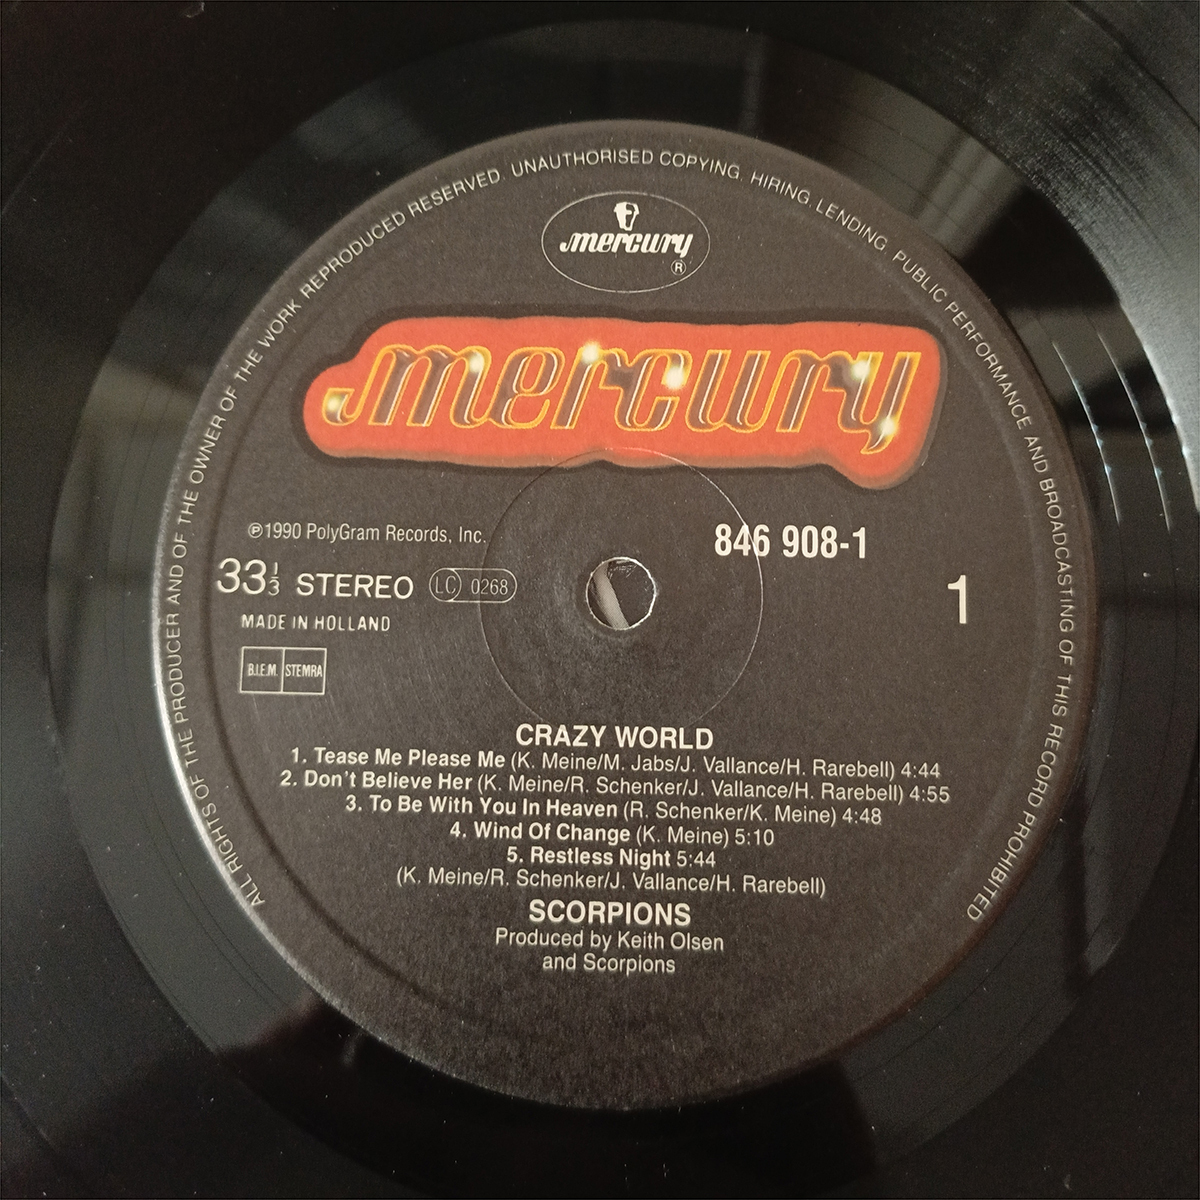 ALL RIGHTS OF THE PRODUCER AND OF THE OWNER OF THE WORK REPRODUCED RESERVED. UNAUTHORISED COPYING, HIRING, LENDING, PUBLIC PERFORMANCE AND BROADCASTING OF THIS RECORD PROHIBITED
mercury
®
mercury
℗1990 PolyGram Records, Inc.
846 908-1
33⅓ STEREO LC 0268
1
MADE IN HOLLAND
B.I.E.M. STEMRA
CRAZY WORLD
1. Tease Me Please Me (K. Meine/M. Jabs/J. Vallance/H. Rarebell) 4:44
2. Don't Believe Her (K. Meine/R. Schenker/J. Vallance/H. Rarebell) 4:55
3. To Be With You In Heaven (R. Schenker/K. Meine) 4:48
4. Wind Of Change (K. Meine) 5:10
5. Restless Night 5:44
(K. Meine/R. Schenker/J. Vallance/H. Rarebell)
SCORPIONS
Produced by Keith Olsen
and Scorpions